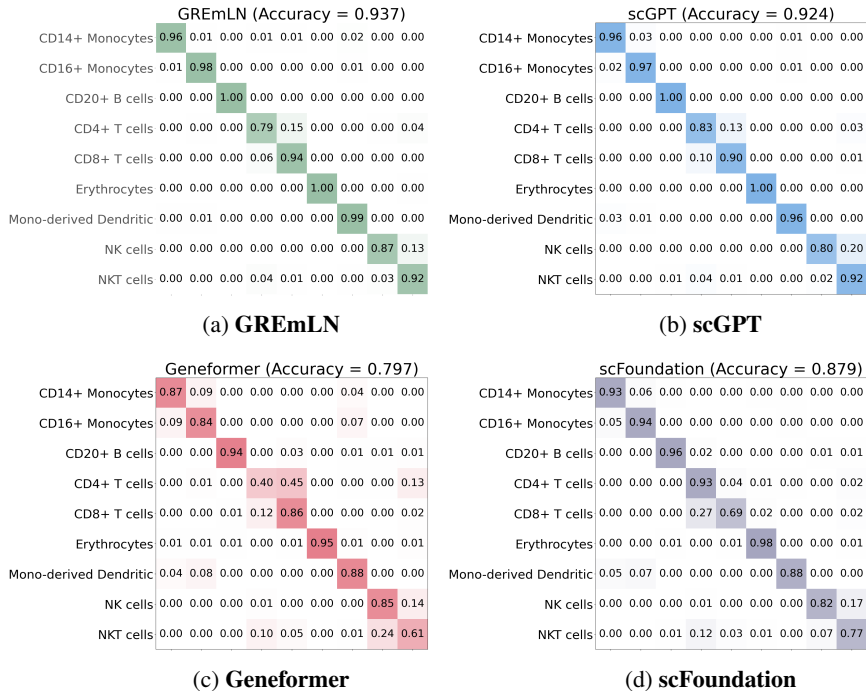 GREmLN (Accuracy = 0.937)
CD14+ Monocytes 0.96 0.01 0.00 0.01 0.01 0.00 0.02 0.00 0.00
CD16+ Monocytes 0.01 0.98 0.00 0.00 0.00 0.00 0.01 0.00 0.00
CD20+ B cells 0.00 0.00 1.00 0.00 0.00 0.00 0.00 0.00 0.00
CD4+ T cells 0.00 0.00 0.00 0.79 0.15 0.00 0.00 0.00 0.04
CD8+ T cells 0.00 0.00 0.00 0.06 0.94 0.00 0.00 0.00 0.00
Erythrocytes 0.00 0.00 0.00 0.00 0.00 1.00 0.00 0.00 0.00
Mono-derived Dendritic 0.00 0.01 0.00 0.00 0.00 0.00 0.99 0.00 0.00
NK cells 0.00 0.00 0.00 0.00 0.00 0.00 0.00 0.87 0.13
NKT cells 0.00 0.00 0.00 0.04 0.01 0.00 0.00 0.03 0.92
(a) GREmLN
scGPT (Accuracy = 0.924)
CD14+ Monocytes 0.96 0.03 0.00 0.00 0.00 0.00 0.01 0.00 0.00
CD16+ Monocytes 0.02 0.97 0.00 0.00 0.00 0.00 0.01 0.00 0.00
CD20+ B cells 0.00 0.00 1.00 0.00 0.00 0.00 0.00 0.00 0.00
CD4+ T cells 0.00 0.00 0.00 0.83 0.13 0.00 0.00 0.00 0.03
CD8+ T cells 0.00 0.00 0.00 0.10 0.90 0.00 0.00 0.00 0.01
Erythrocytes 0.00 0.00 0.00 0.00 0.00 1.00 0.00 0.00 0.00
Mono-derived Dendritic 0.03 0.01 0.00 0.00 0.00 0.00 0.96 0.00 0.00
NK cells 0.00 0.00 0.00 0.00 0.00 0.00 0.00 0.80 0.20
NKT cells 0.00 0.00 0.01 0.04 0.01 0.00 0.00 0.02 0.92
(b) scGPT
Geneformer (Accuracy = 0.797)
CD14+ Monocytes 0.87 0.09 0.00 0.00 0.00 0.00 0.04 0.00 0.00
CD16+ Monocytes 0.09 0.84 0.00 0.00 0.00 0.00 0.07 0.00 0.00
CD20+ B cells 0.00 0.00 0.94 0.00 0.03 0.00 0.01 0.01 0.01
CD4+ T cells 0.00 0.01 0.00 0.40 0.45 0.00 0.00 0.00 0.13
CD8+ T cells 0.00 0.00 0.00 0.12 0.86 0.00 0.00 0.00 0.02
Erythrocytes 0.01 0.01 0.01 0.00 0.01 0.95 0.01 0.00 0.01
Mono-derived Dendritic 0.04 0.08 0.00 0.00 0.00 0.00 0.88 0.00 0.00
NK cells 0.00 0.00 0.00 0.01 0.00 0.00 0.00 0.85 0.14
NKT cells 0.00 0.00 0.00 0.10 0.05 0.00 0.01 0.24 0.61
(c) Geneformer
scFoundation (Accuracy = 0.879)
CD14+ Monocytes 0.93 0.06 0.00 0.00 0.00 0.00 0.01 0.00 0.00
CD16+ Monocytes 0.05 0.94 0.00 0.00 0.00 0.00 0.01 0.00 0.00
CD20+ B cells 0.00 0.00 0.96 0.02 0.00 0.00 0.00 0.01 0.01
CD4+ T cells 0.00 0.00 0.00 0.93 0.04 0.01 0.00 0.00 0.02
CD8+ T cells 0.00 0.00 0.00 0.27 0.69 0.02 0.00 0.00 0.02
Erythrocytes 0.00 0.00 0.00 0.01 0.01 0.98 0.00 0.00 0.00
Mono-derived Dendritic 0.05 0.07 0.00 0.00 0.00 0.00 0.88 0.00 0.00
NK cells 0.00 0.00 0.00 0.01 0.00 0.00 0.00 0.82 0.17
NKT cells 0.00 0.00 0.00 0.12 0.03 0.01 0.00 0.07 0.77
(d) scFoundation